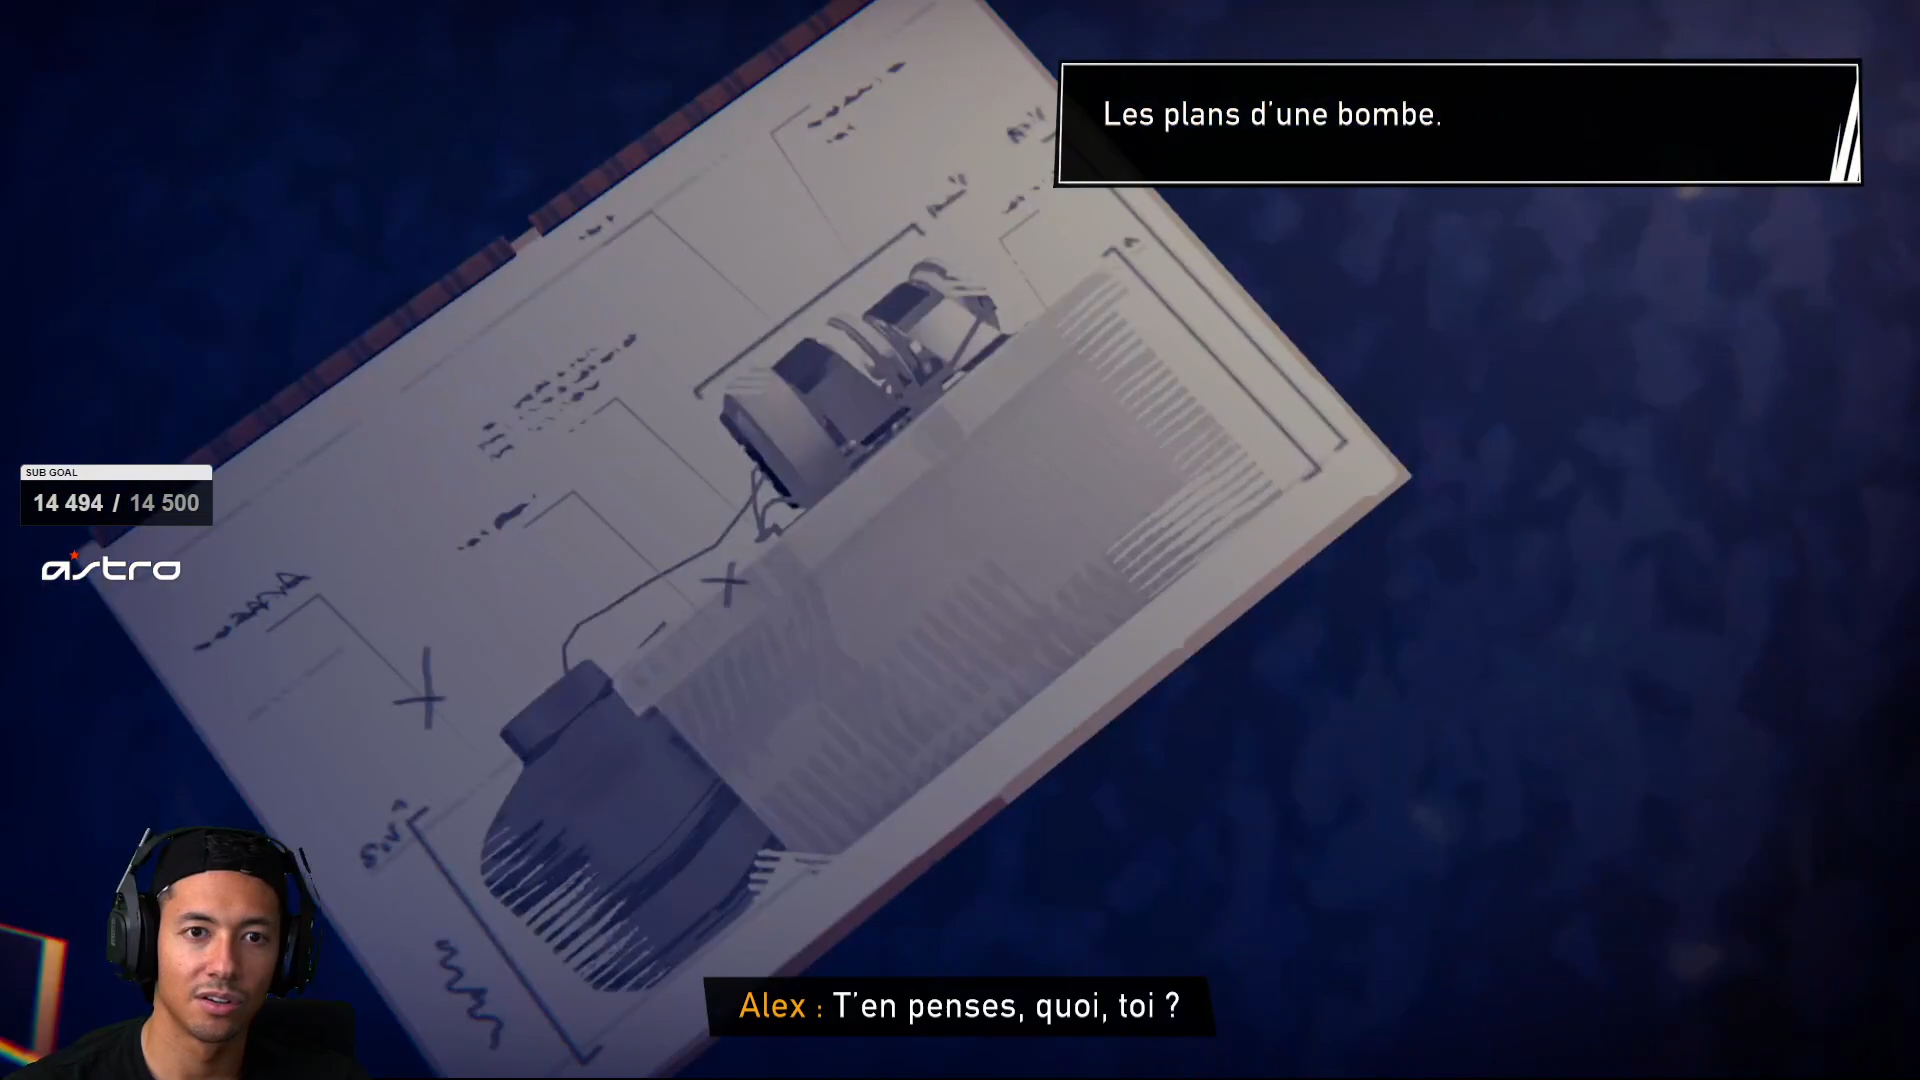 Les plans d'une bombe.
SUB GOAL
14 494 / 14 500
astro
Alex : T'en penses, quoi, toi ?